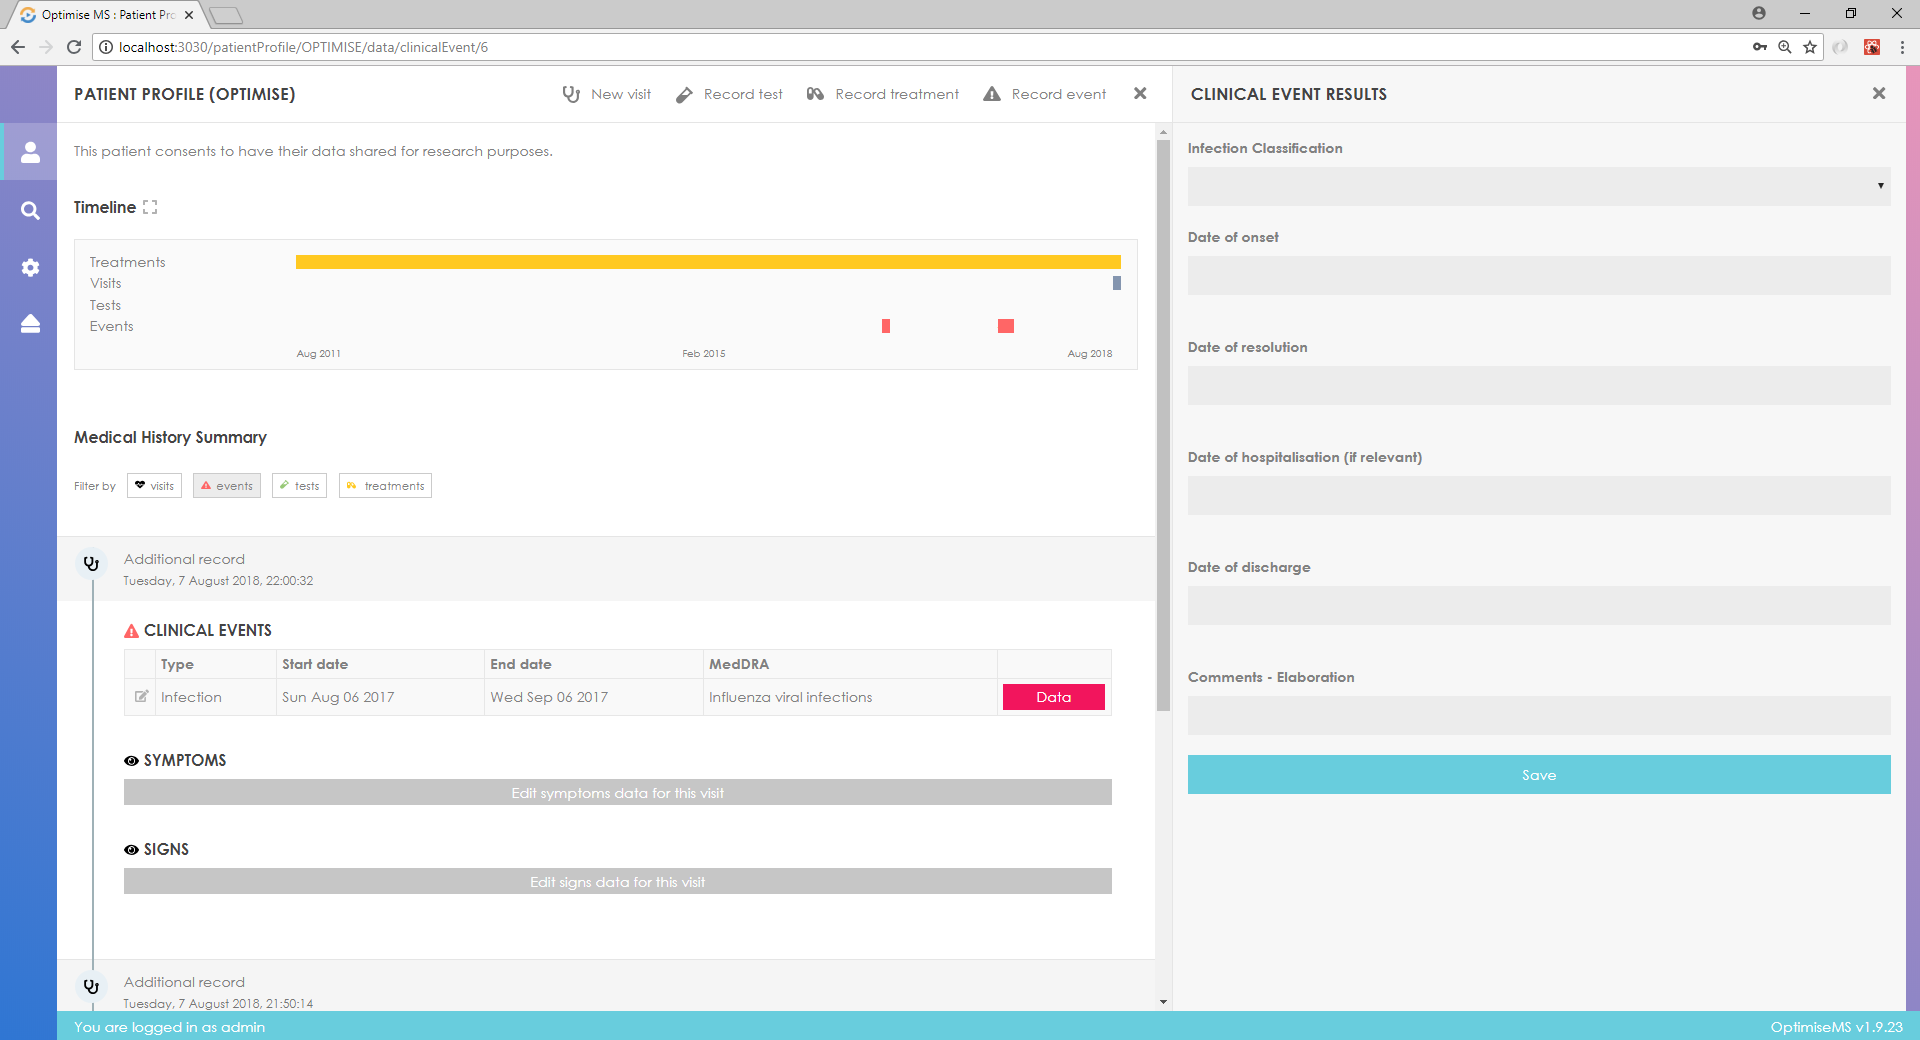 Optimise MS : Patient Pro
localhost:3030/patientProfile/OPTIMISE/data/clinicalEvent/6
PATIENT PROFILE (OPTIMISE)
New visit
Record test
Record treatment
Record event
This patient consents to have their data shared for research purposes.
Timeline
Treatments
Visits
Tests
Events
Aug 2011
Feb 2015
Aug 2018
Medical History Summary
Filter by
visits
events
tests
treatments
Additional record
Tuesday, 7 August 2018, 22:00:32
CLINICAL EVENTS
Type Start date End date MedDRA
Infection Sun Aug 06 2017 Wed Sep 06 2017 Influenza viral infections Data
SYMPTOMS
Edit symptoms data for this visit
SIGNS
Edit signs data for this visit
Additional record
Tuesday, 7 August 2018, 21:50:14
CLINICAL EVENT RESULTS
Infection Classification
Date of onset
Date of resolution
Date of hospitalisation (if relevant)
Date of discharge
Comments - Elaboration
Save
You are logged in as admin
OptimiseMS v1.9.23